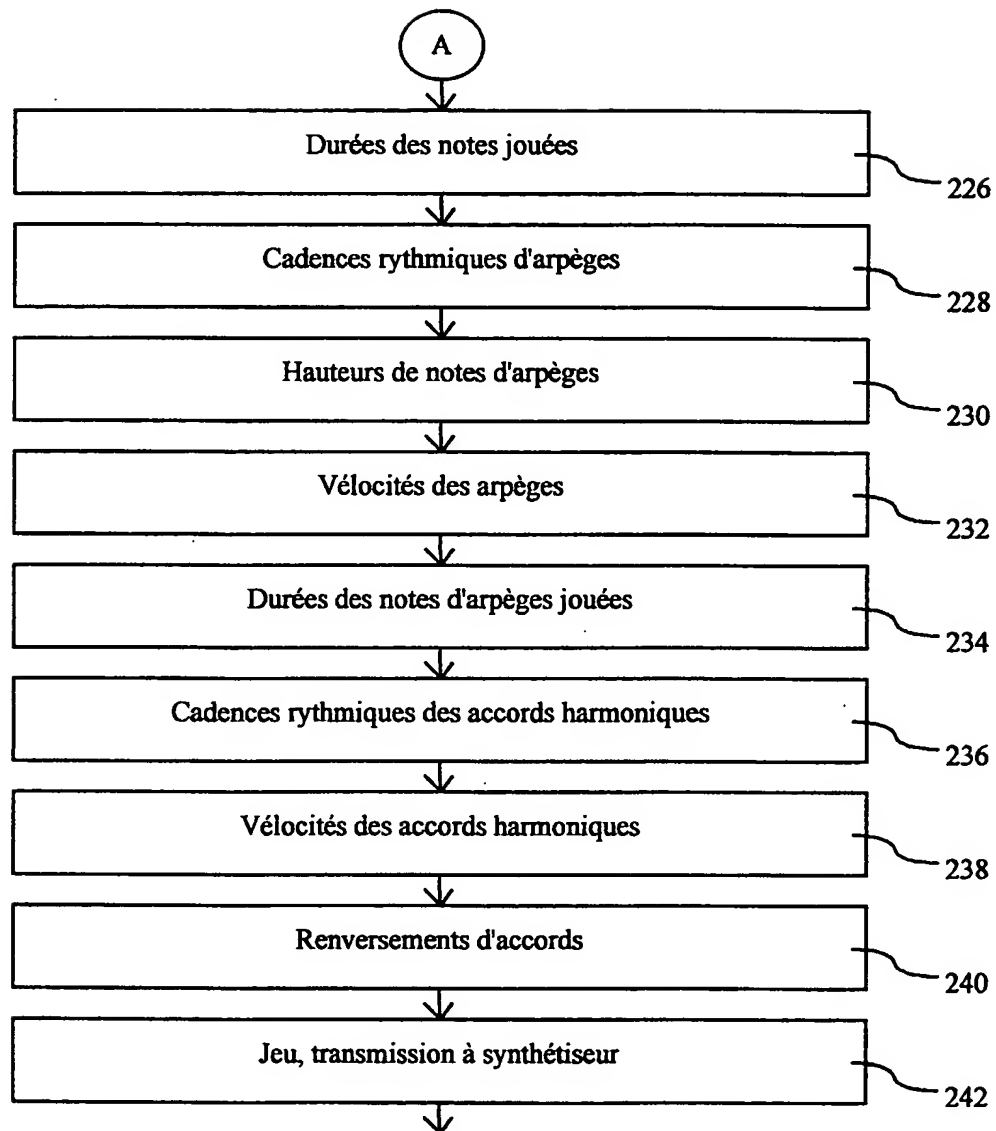 A
Durées des notes jouées
226
Cadences rythmiques d'arpèges
228
Hauteurs de notes d'arpèges
230
Vélocités des arpèges
232
Durées des notes d'arpèges jouées
234
Cadences rythmiques des accords harmoniques
236
Vélocités des accords harmoniques
238
Renversements d'accords
240
Jeu, transmission à synthétiseur
242